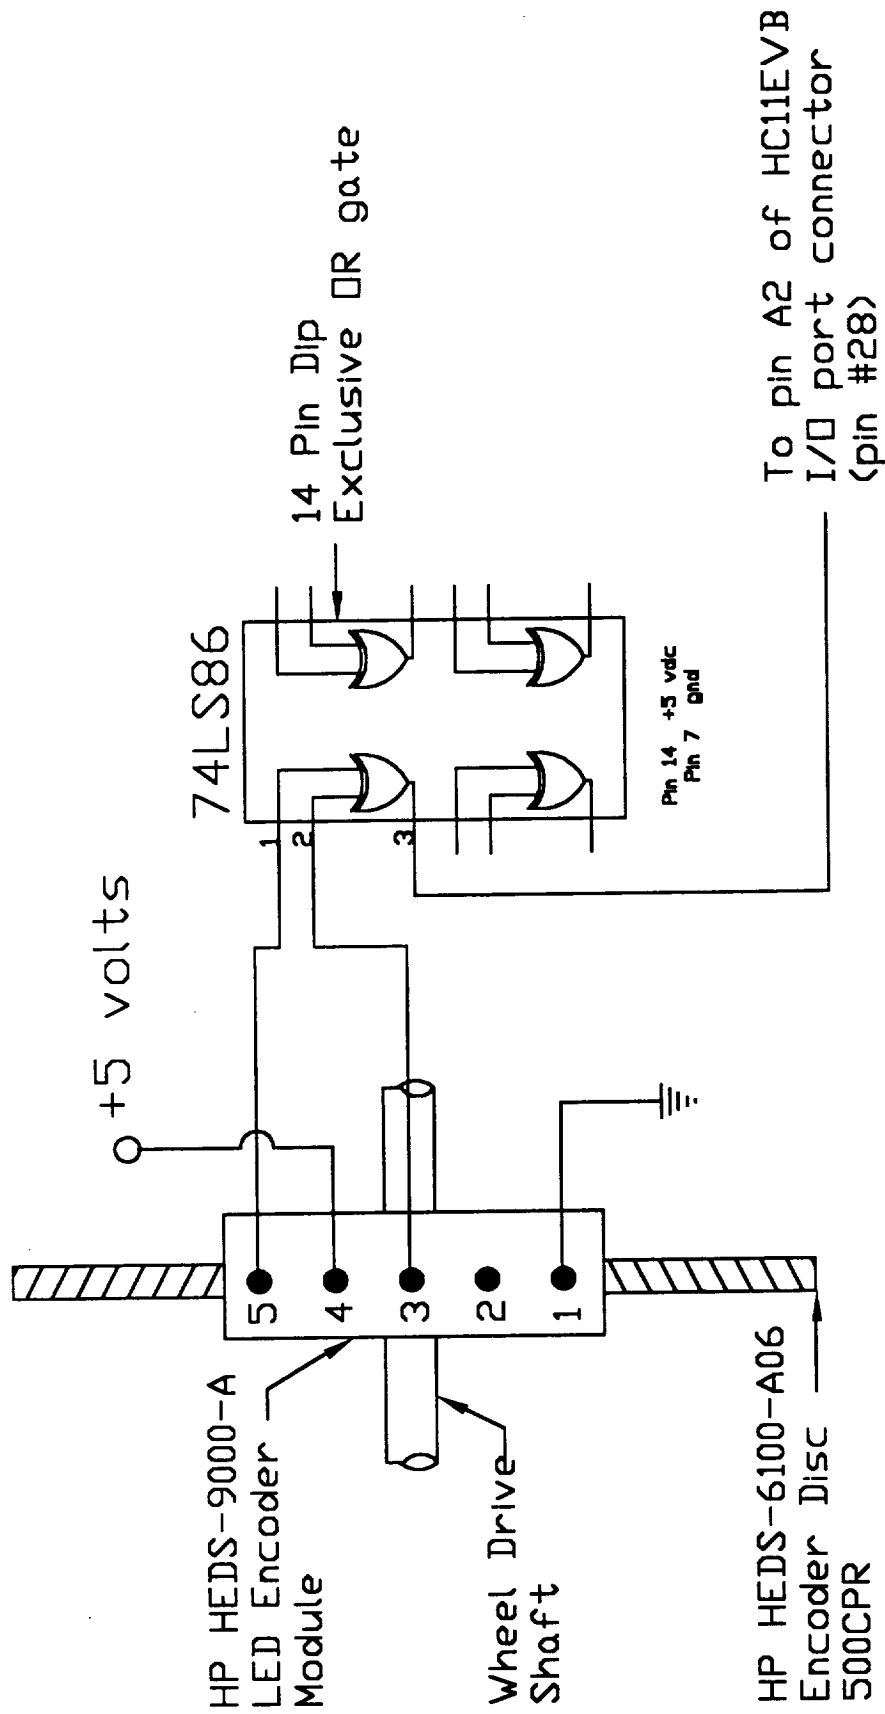 HP HEDS-9000-A
LED Encoder
Module
+5 volts
74LS86
14 Pin Dip
Exclusive OR gate
5
4
3
2
1
1
2
3
Pin 14 +5 vdc
Pin 7 gnd
Wheel Drive
Shaft
HP HEDS-6100-A06
Encoder Disc
500CPR
To pin A2 of HC11EVB
I/O port connector
(pin #28)